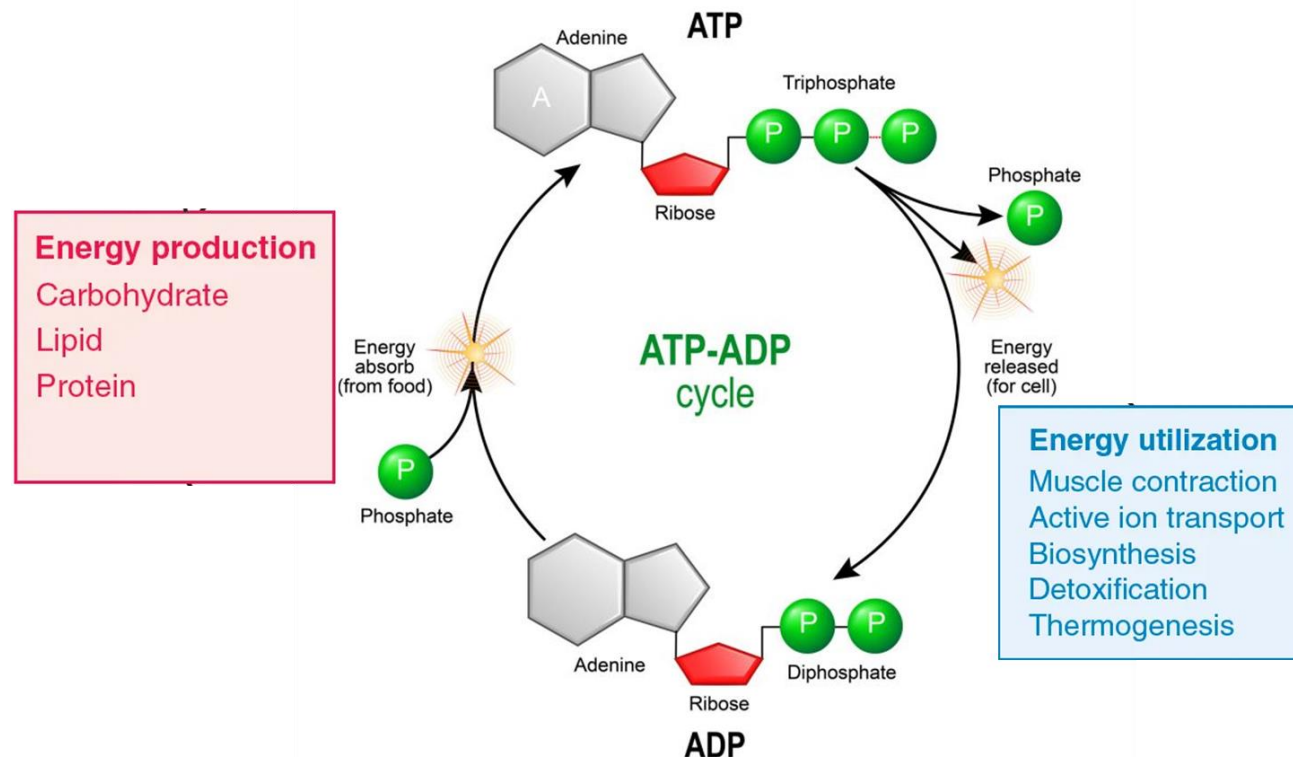 ATP
Adenine
A
Triphosphate
P
P
P
Ribose
Phosphate
P
Energy production
Carbohydrate
Lipid
Protein
Energy
absorb
(from food)
ATP-ADP
cycle
Energy
released
(for cell)
P
Phosphate
Energy utilization
Muscle contraction
Active ion transport
Biosynthesis
Detoxification
Thermogenesis
P
P
Adenine
Diphosphate
Ribose
ADP